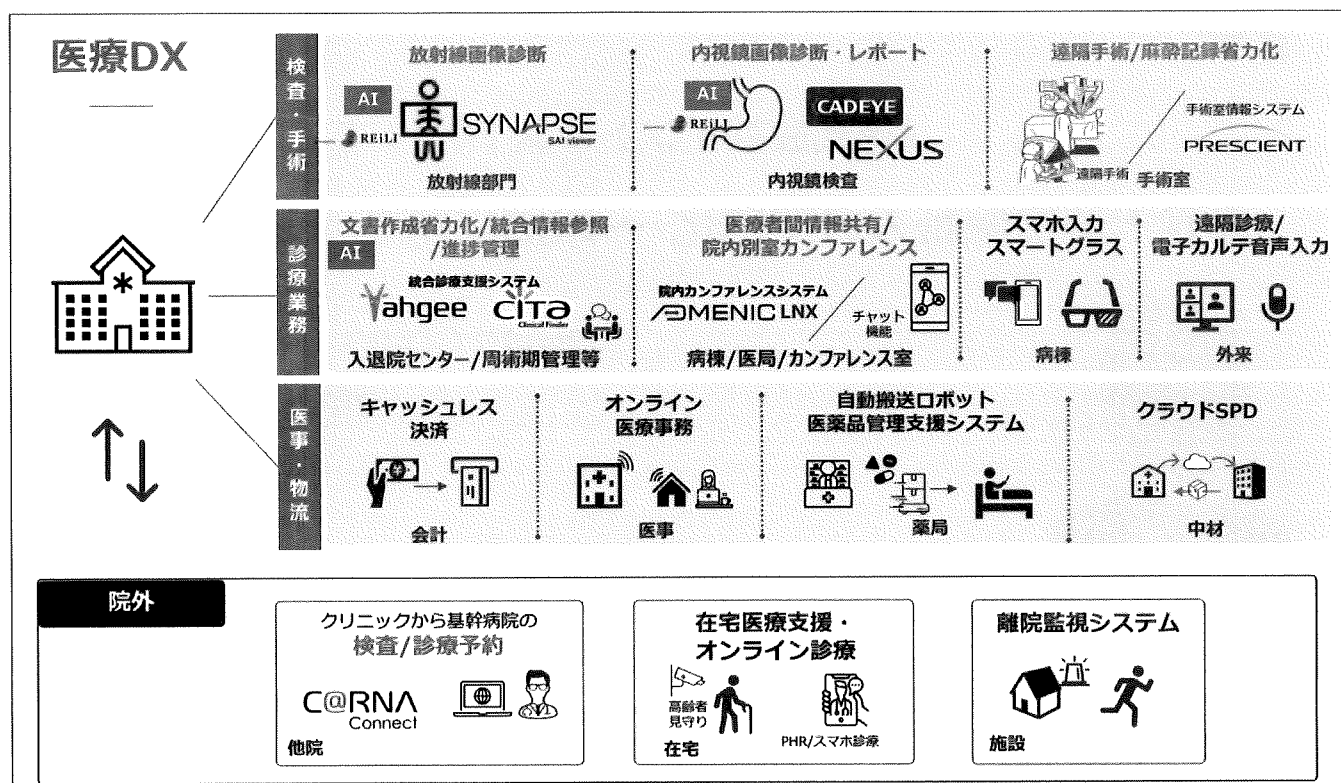 医療DX
検査・手術
放射線画像診断
AI
REiLI
SYNAPSE
SAI viewer
放射線部門
内視鏡画像診断・レポート
AI
REiLI
CADEYE
NEXUS
内視鏡検査
遠隔手術/麻酔記録省力化
遠隔手術
手術室情報システム
PRESCIENT
手術室
診療業務
文書作成省力化/統合情報参照
/進捗管理
AI
統合診療支援システム
Yahgee
CITA
Clinical Finder
入退院センター/周術期管理等
医療者間情報共有/
院内別室カンファレンス
院内カンファレンスシステム
AMENIC LNX
チャット
機能
病棟/医局/カンファレンス室
スマホ入力
スマートグラス
病棟
遠隔診療/
電子カルテ音声入力
外来
医事・物流
キャッシュレス
決済
会計
オンライン
医療事務
医事
自動搬送ロボット
医薬品管理支援システム
薬局
クラウドSPD
中材
院外
クリニックから基幹病院の
検査/診療予約
C@RNA
Connect
他院
在宅医療支援・
オンライン診療
高齢者
見守り
在宅
PHR/スマホ診療
離院監視システム
施設